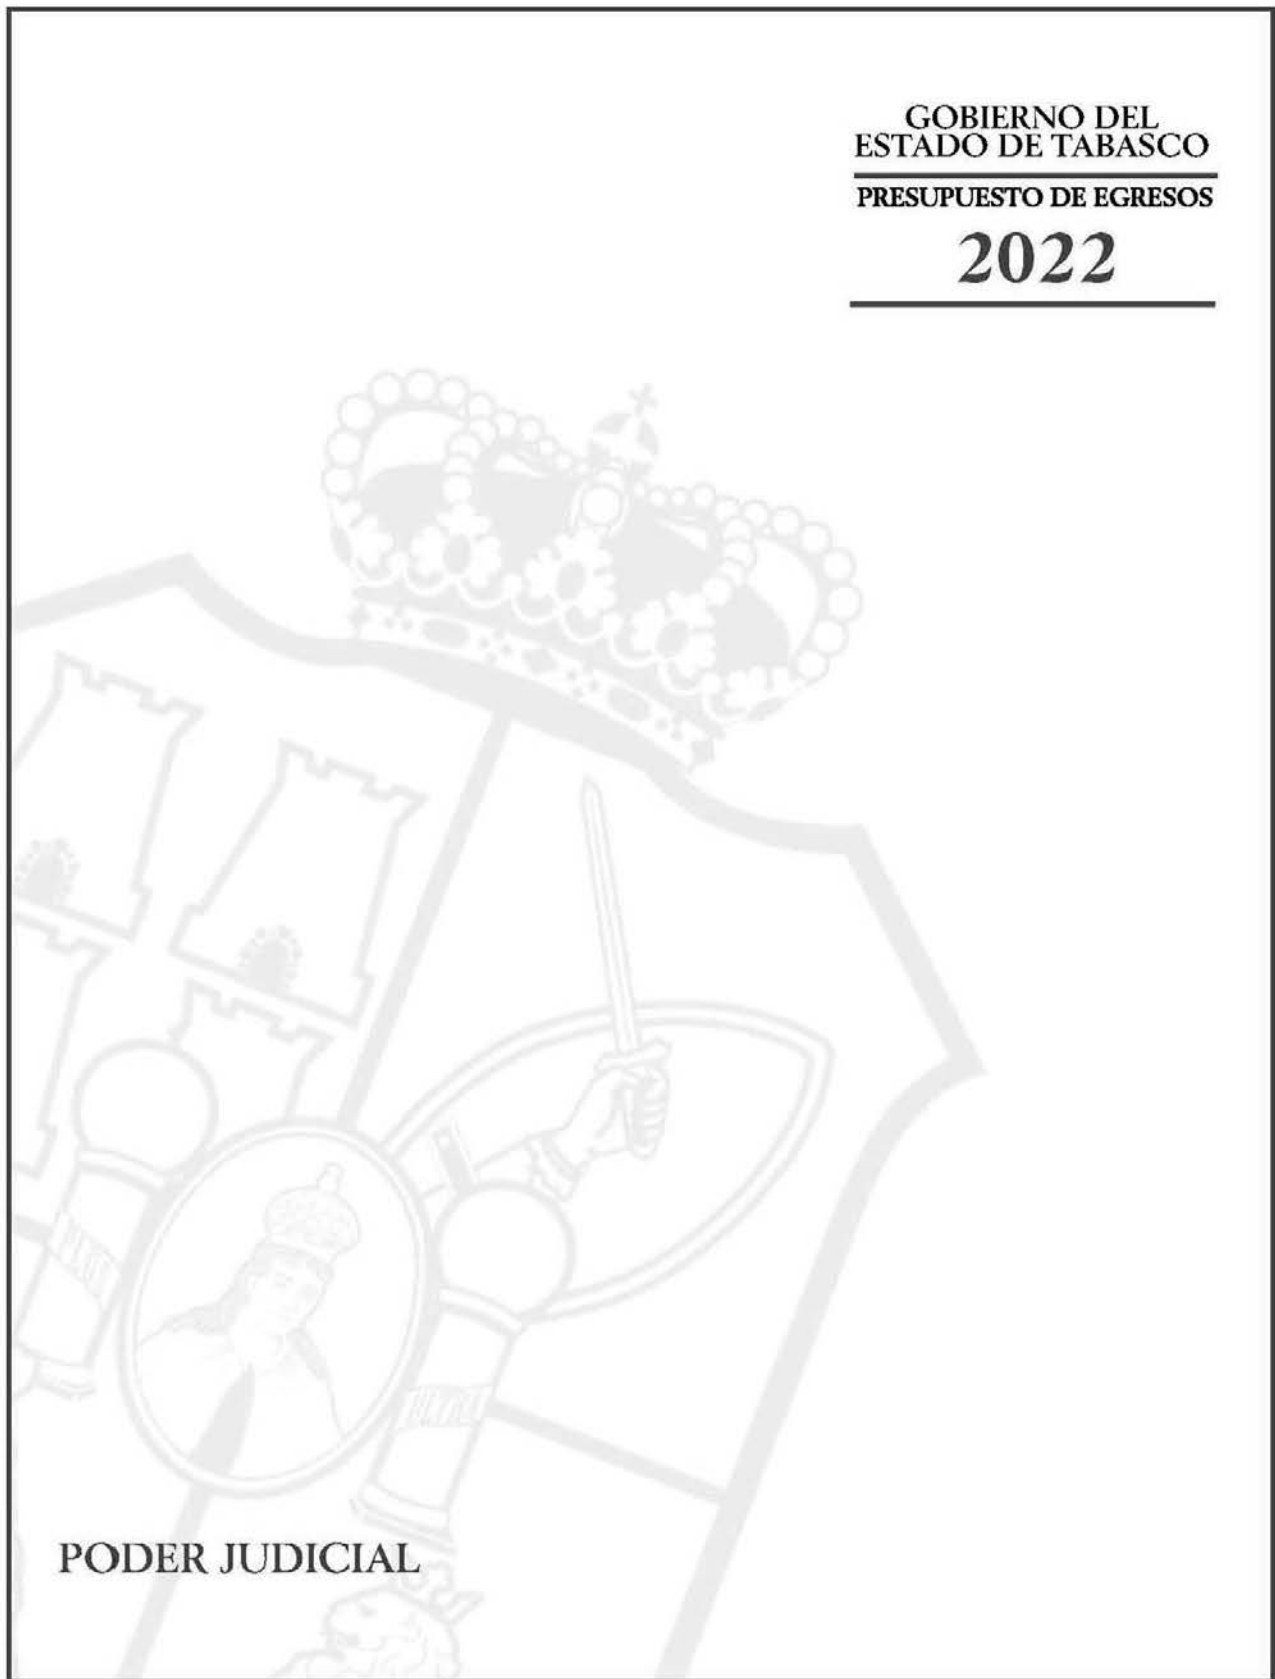 GOBIERNO DEL
ESTADO DE TABASCO
PRESUPUESTO DE EGRESOS
2022
PODER JUDICIAL